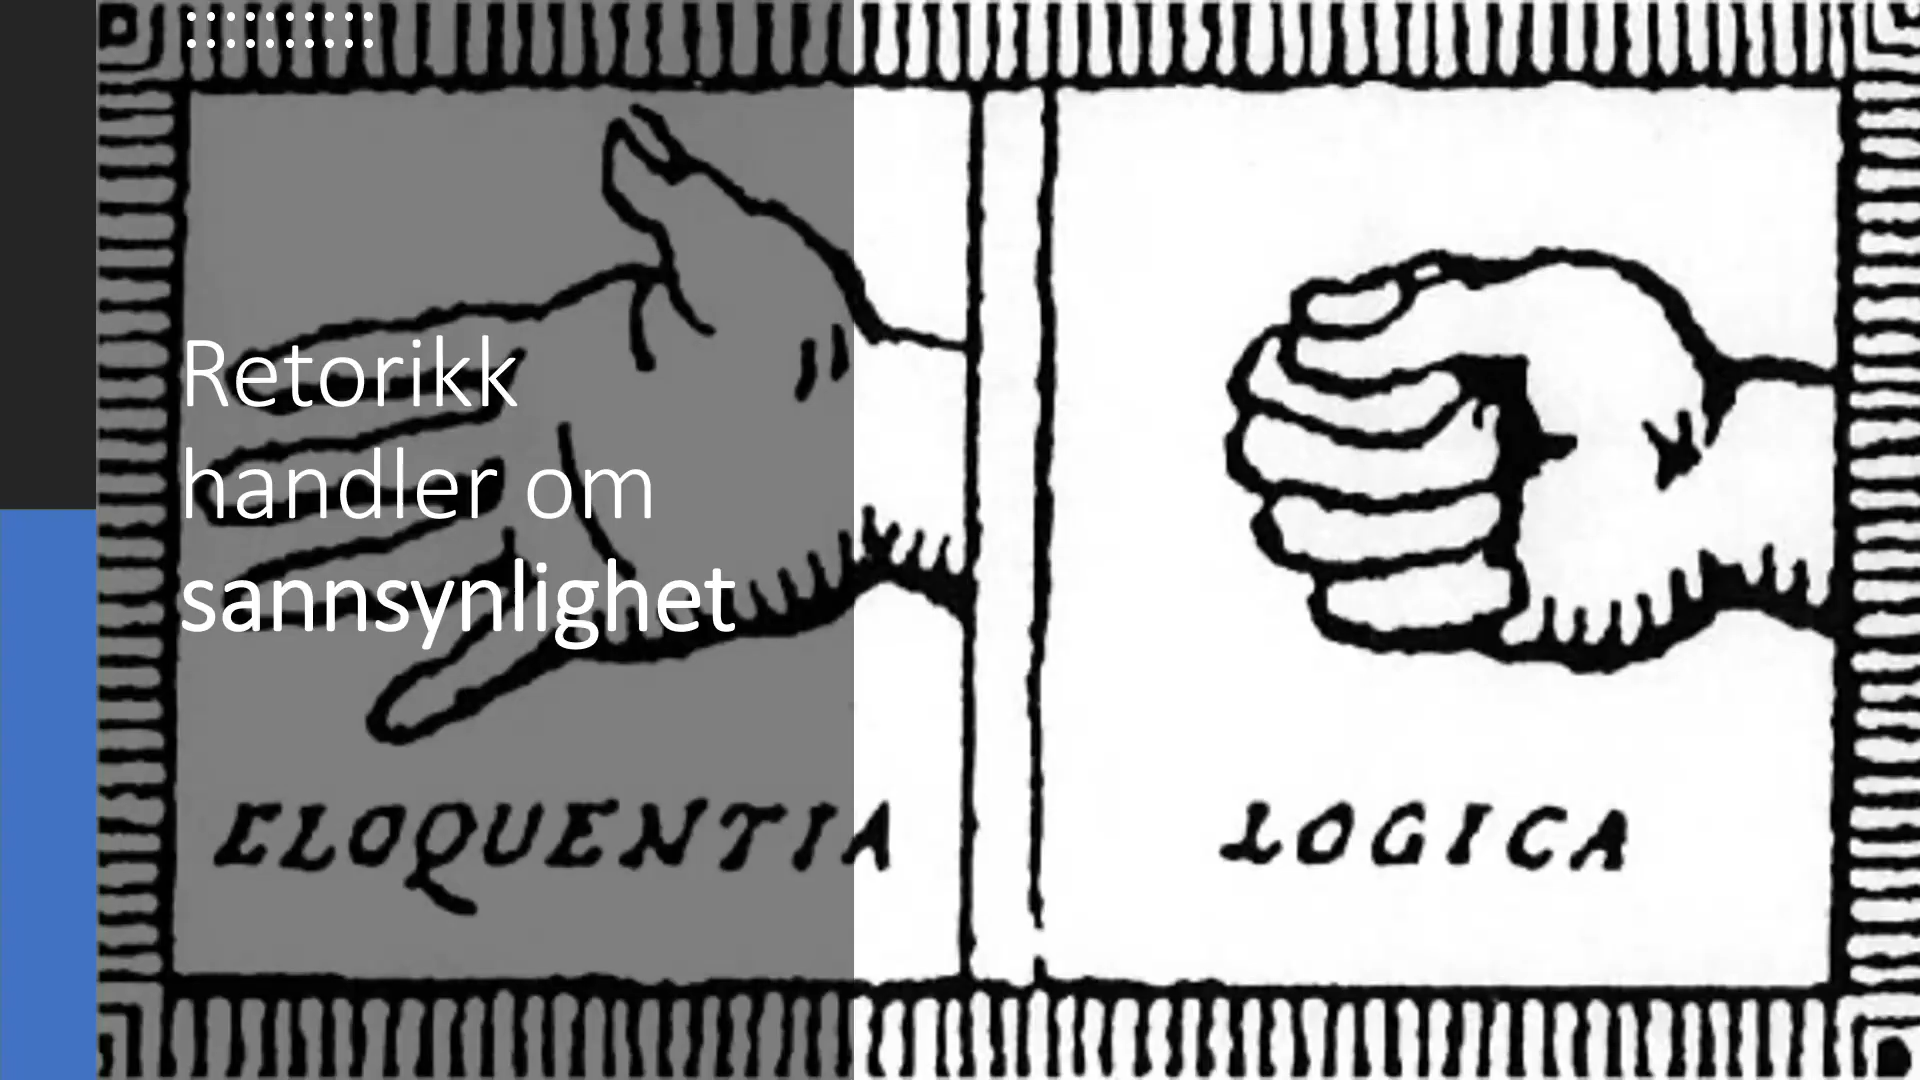 Retorikk
handler om
sannsynlighet
ELOQUENTIA
LOGICA